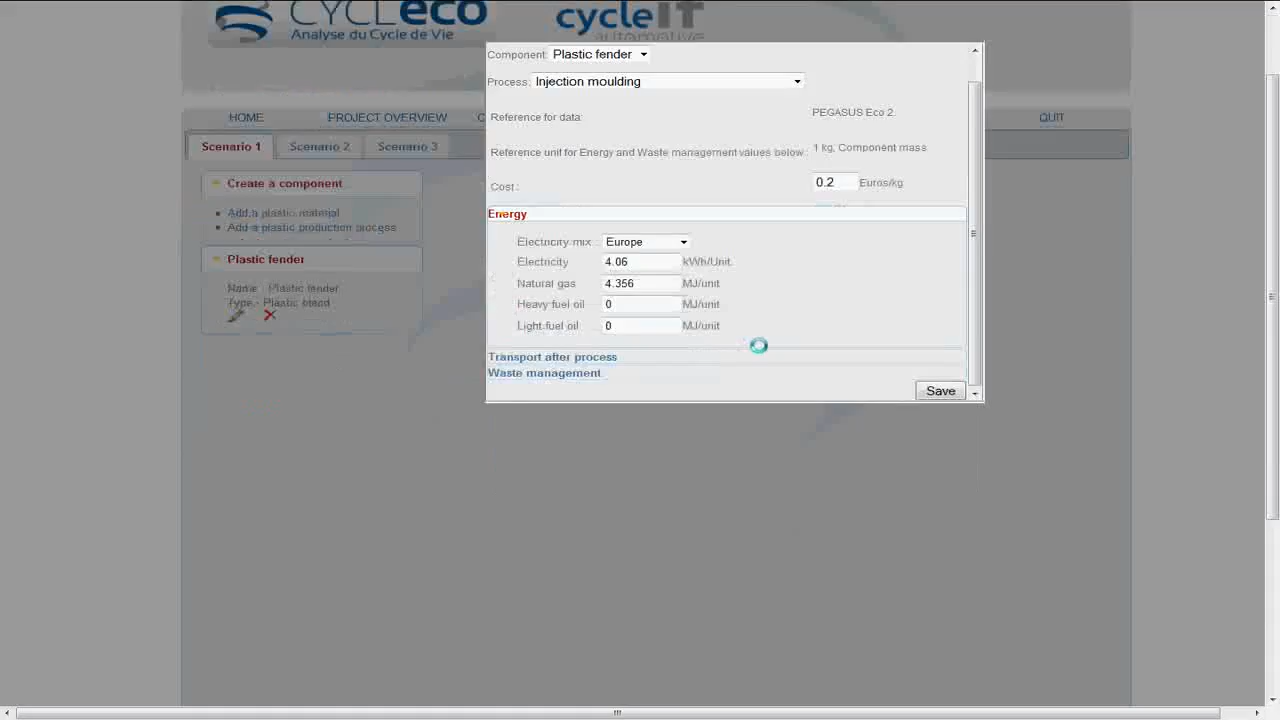 CYCLECO
Analyse du Cycle de Vie
cycleIT
automotive
HOME
PROJECT OVERVIEW
QUIT
Scenario 1
Scenario 2
Scenario 3
Create a component
Add a plastic material
Add a plastic production process
Plastic fender
Name - Plastic fender
Type - Plastic blend
Component: Plastic fender
Process: Injection moulding
Reference for data: PEGASUS Eco 2
Reference unit for Energy and Waste management values below : 1 kg, Component mass
Cost : 0.2 Euros/kg
Energy
Electricity mix : Europe
Electricity 4.06 kWh/Unit
Natural gas 4.356 MJ/unit
Heavy fuel oil 0 MJ/unit
Light fuel oil 0 MJ/unit
Transport after process
Waste management
Save